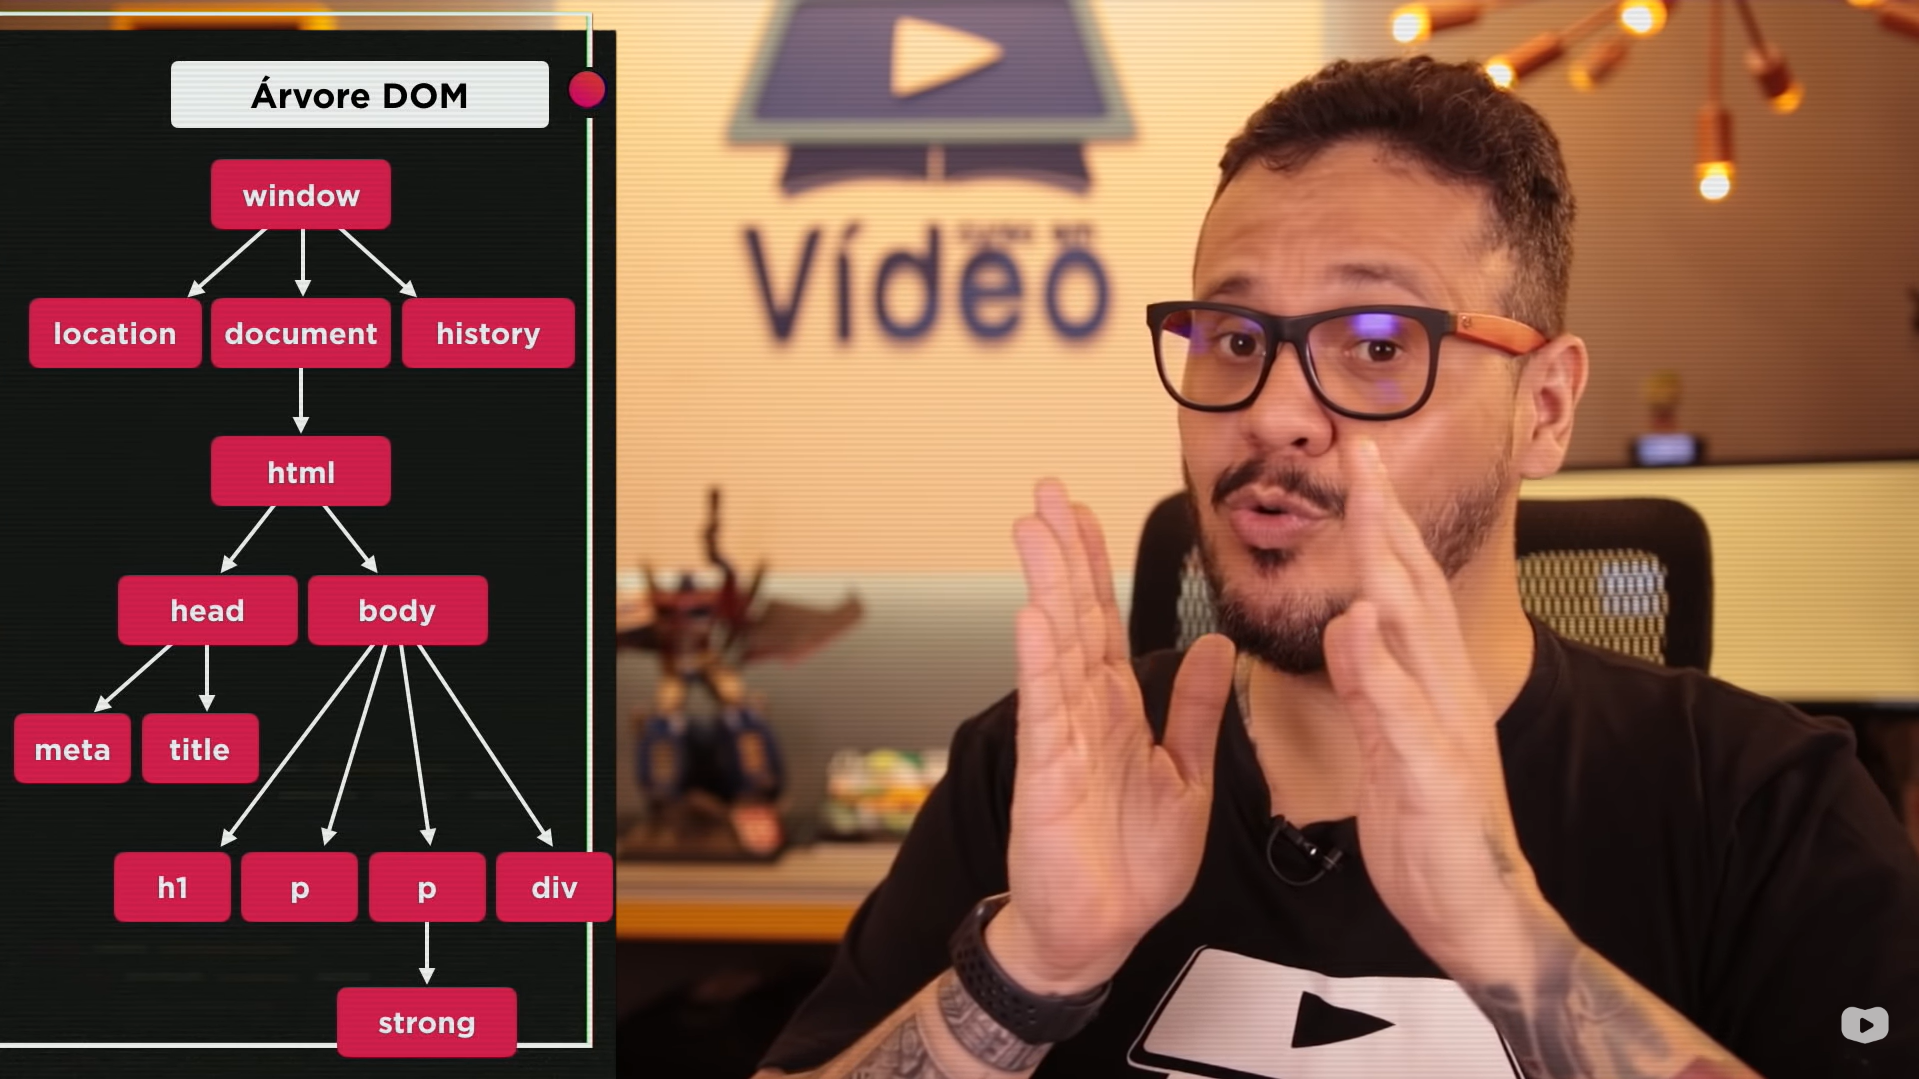 Árvore DOM
window
location document history
html
head body
meta title
h1 p p div
strong
Vídeo